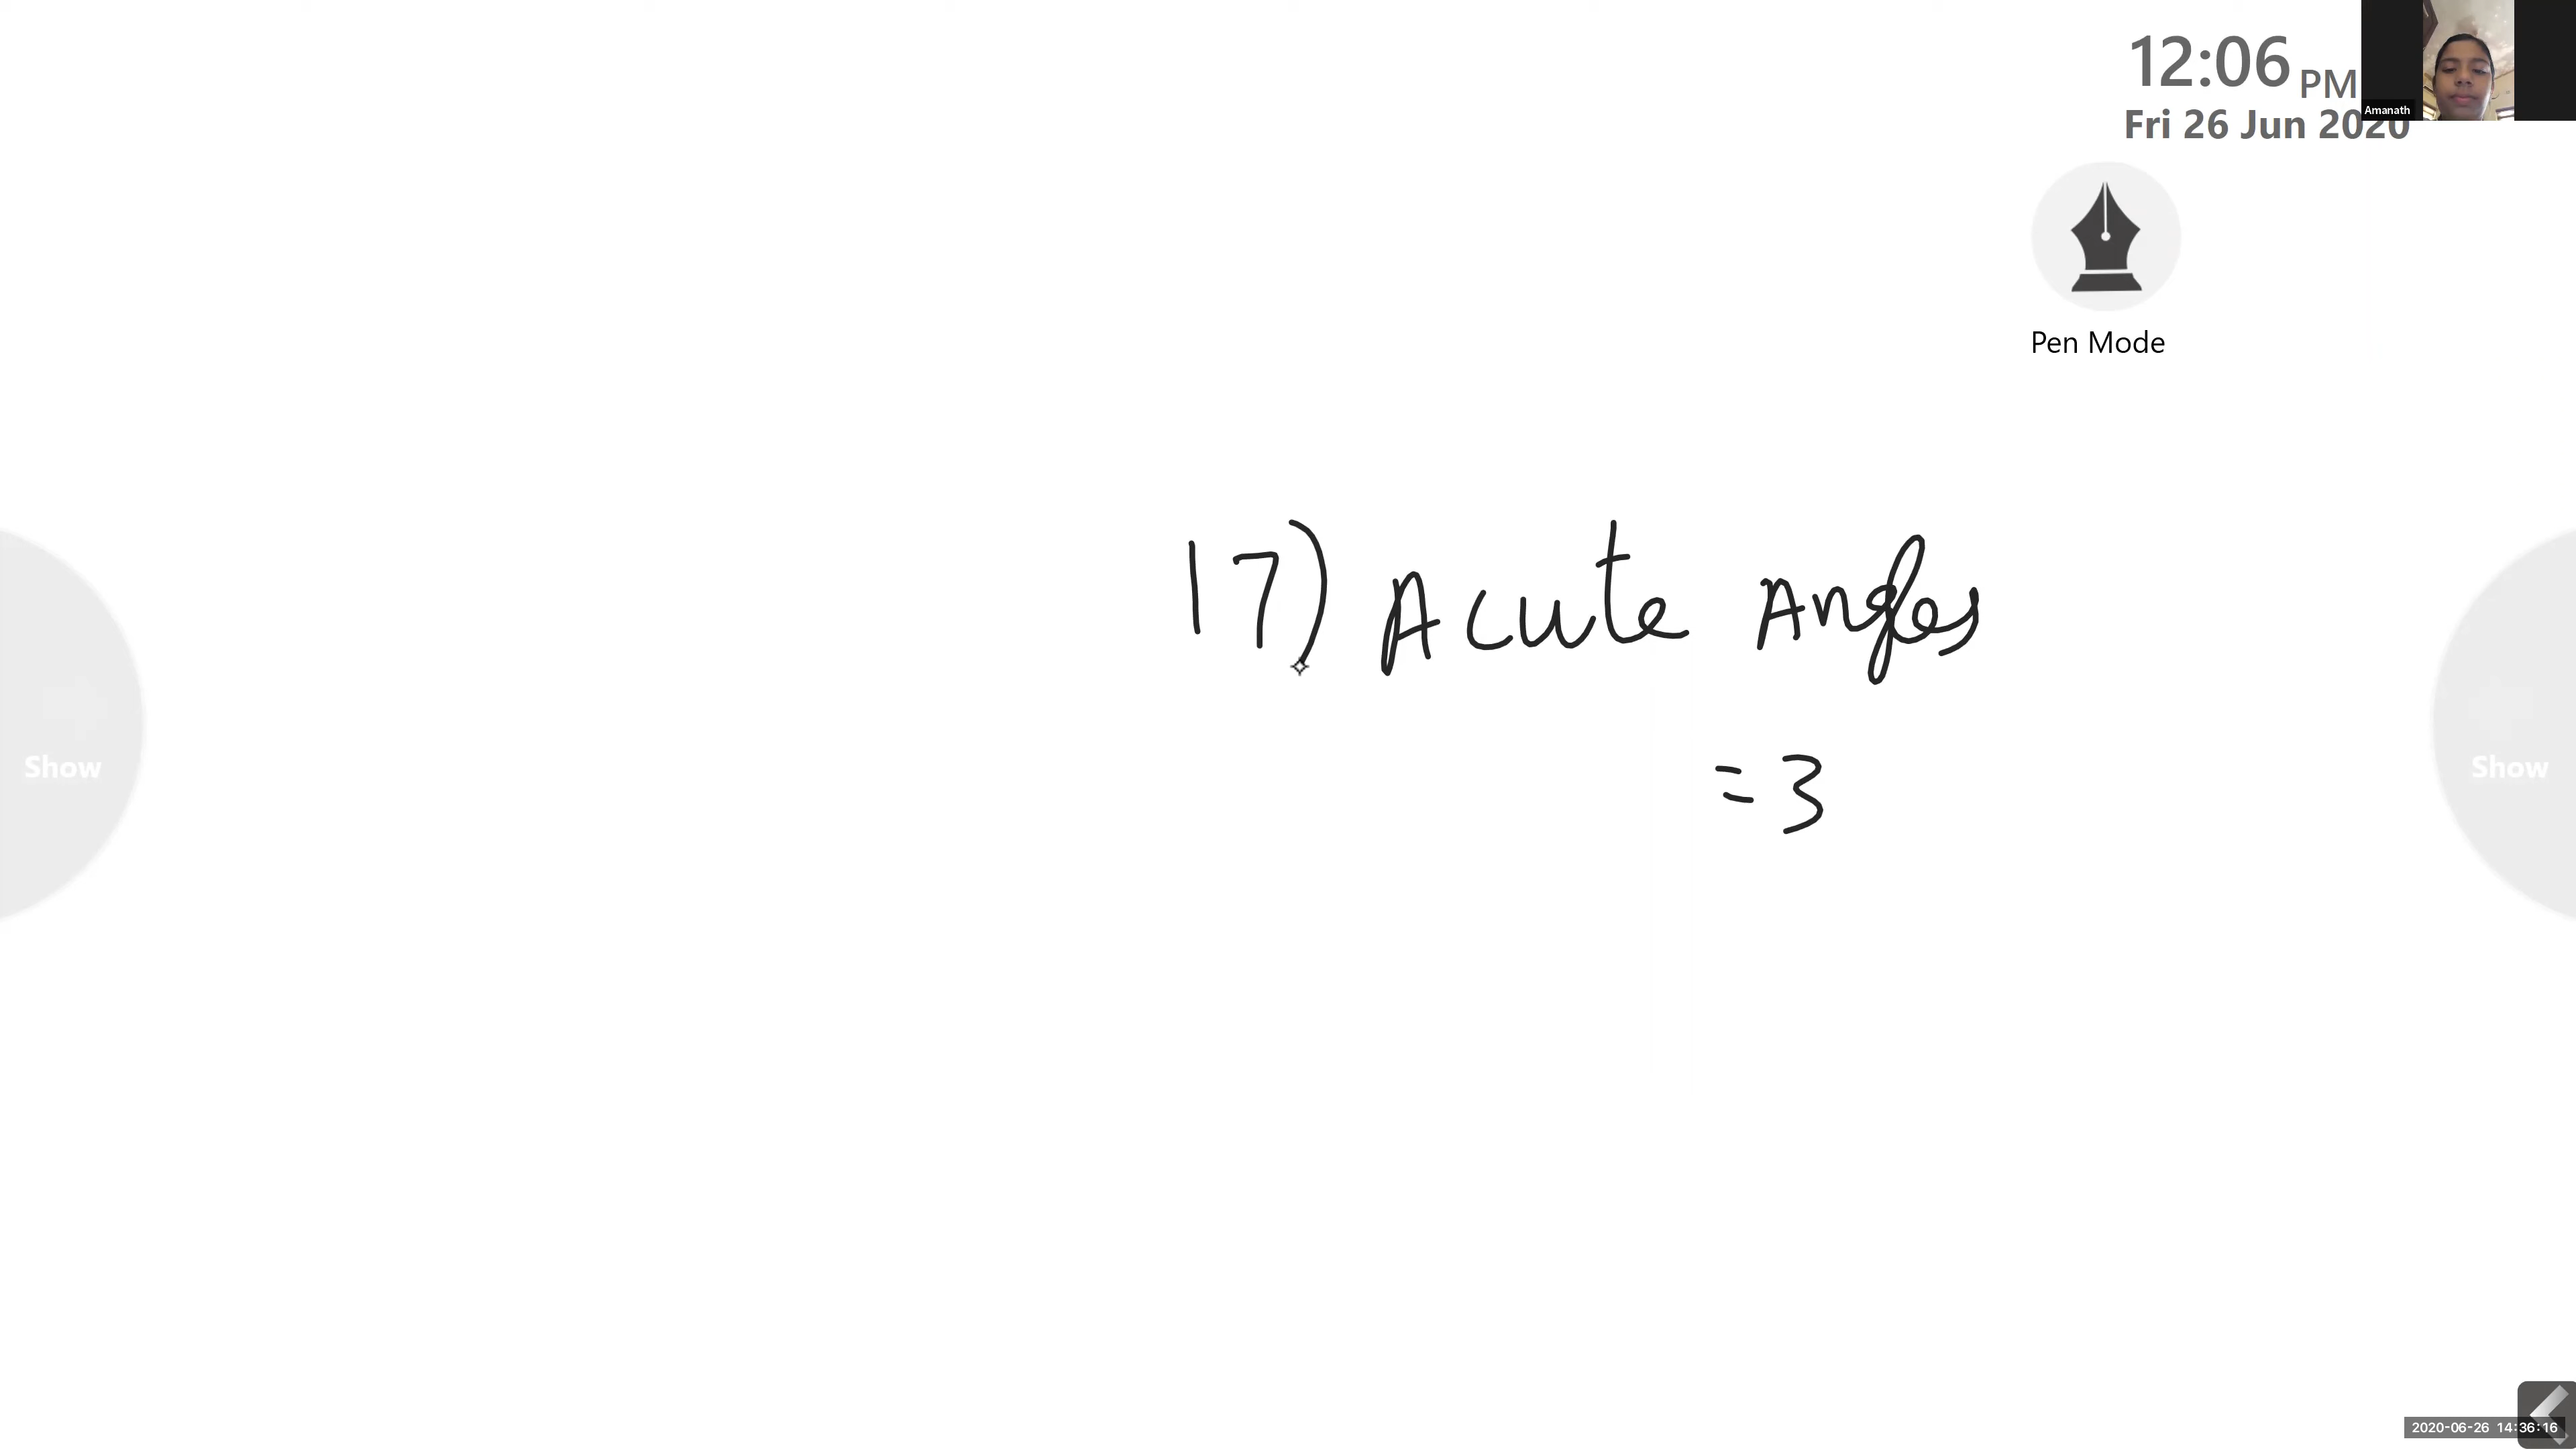 12:06 PM
Amanath
Fri 26 Jun 2020
Pen Mode
17) Acute Angles
= 3
Show
Show
2020-06-26 14:36:16